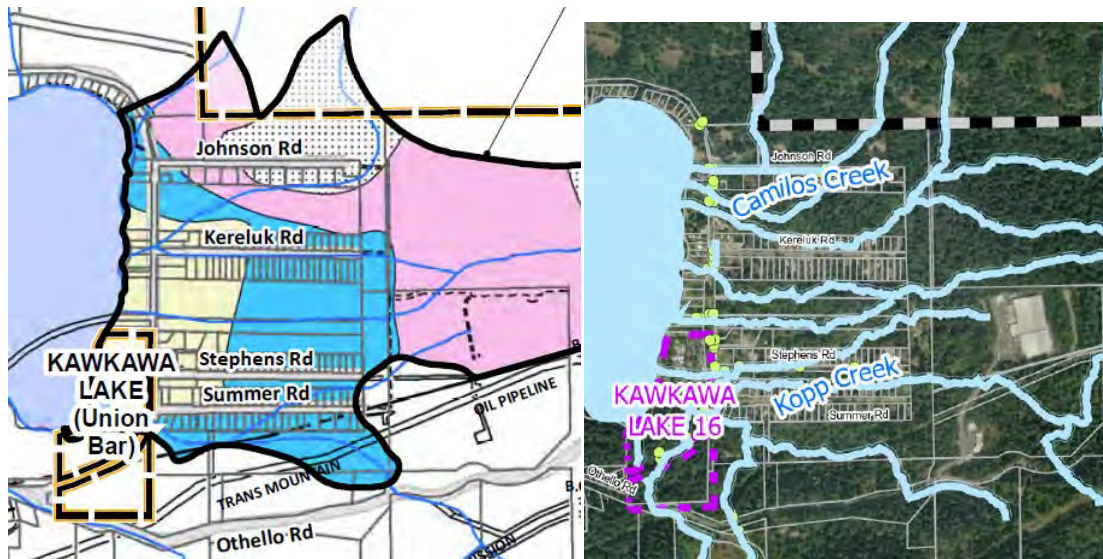 Johnson Rd
Kereluk Rd
Stephens Rd
Summer Rd
KAWKAWA
LAKE
(Union
Bar)
OIL PIPELINE
TRANS MOUNTAIN
Othello Rd
Johnson Rd
Camilos Creek
Kereluk Rd
Stephens Rd
Kopp Creek
Summer Rd
KAWKAWA
LAKE 16
Othello Rd